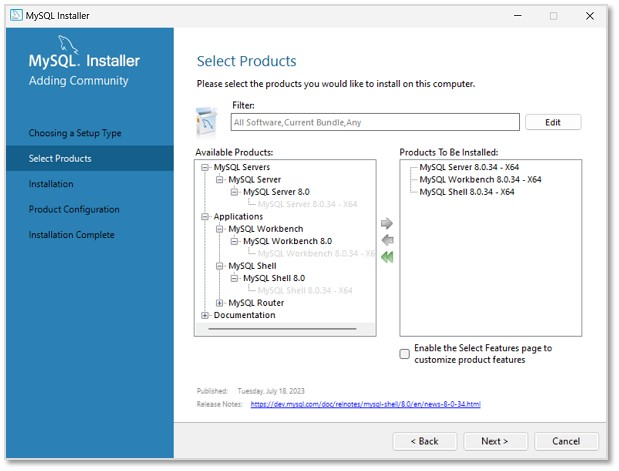 MySQL Installer
MySQL. Installer
Adding Community
Choosing a Setup Type
Select Products
Installation
Product Configuration
Installation Complete
Select Products
Please select the products you would like to install on this computer.
Filter:
All Software,Current Bundle,Any
Edit
Available Products:
MySQL Servers
MySQL Server
MySQL Server 8.0
MySQL Server 8.0.34 - X64
Applications
MySQL Workbench
MySQL Workbench 8.0
MySQL Workbench 8.0.34 - X64
MySQL Shell
MySQL Shell 8.0
MySQL Shell 8.0.34 - X64
MySQL Router
Documentation
Products To Be Installed:
MySQL Server 8.0.34 - X64
MySQL Workbench 8.0.34 - X64
MySQL Shell 8.0.34 - X64
Enable the Select Features page to
customize product features
Published: Tuesday, July 18, 2023
Release Notes: https://dev.mysql.com/doc/relnotes/mysql-shell/8.0/en/news-8-0-34.html
< Back
Next >
Cancel